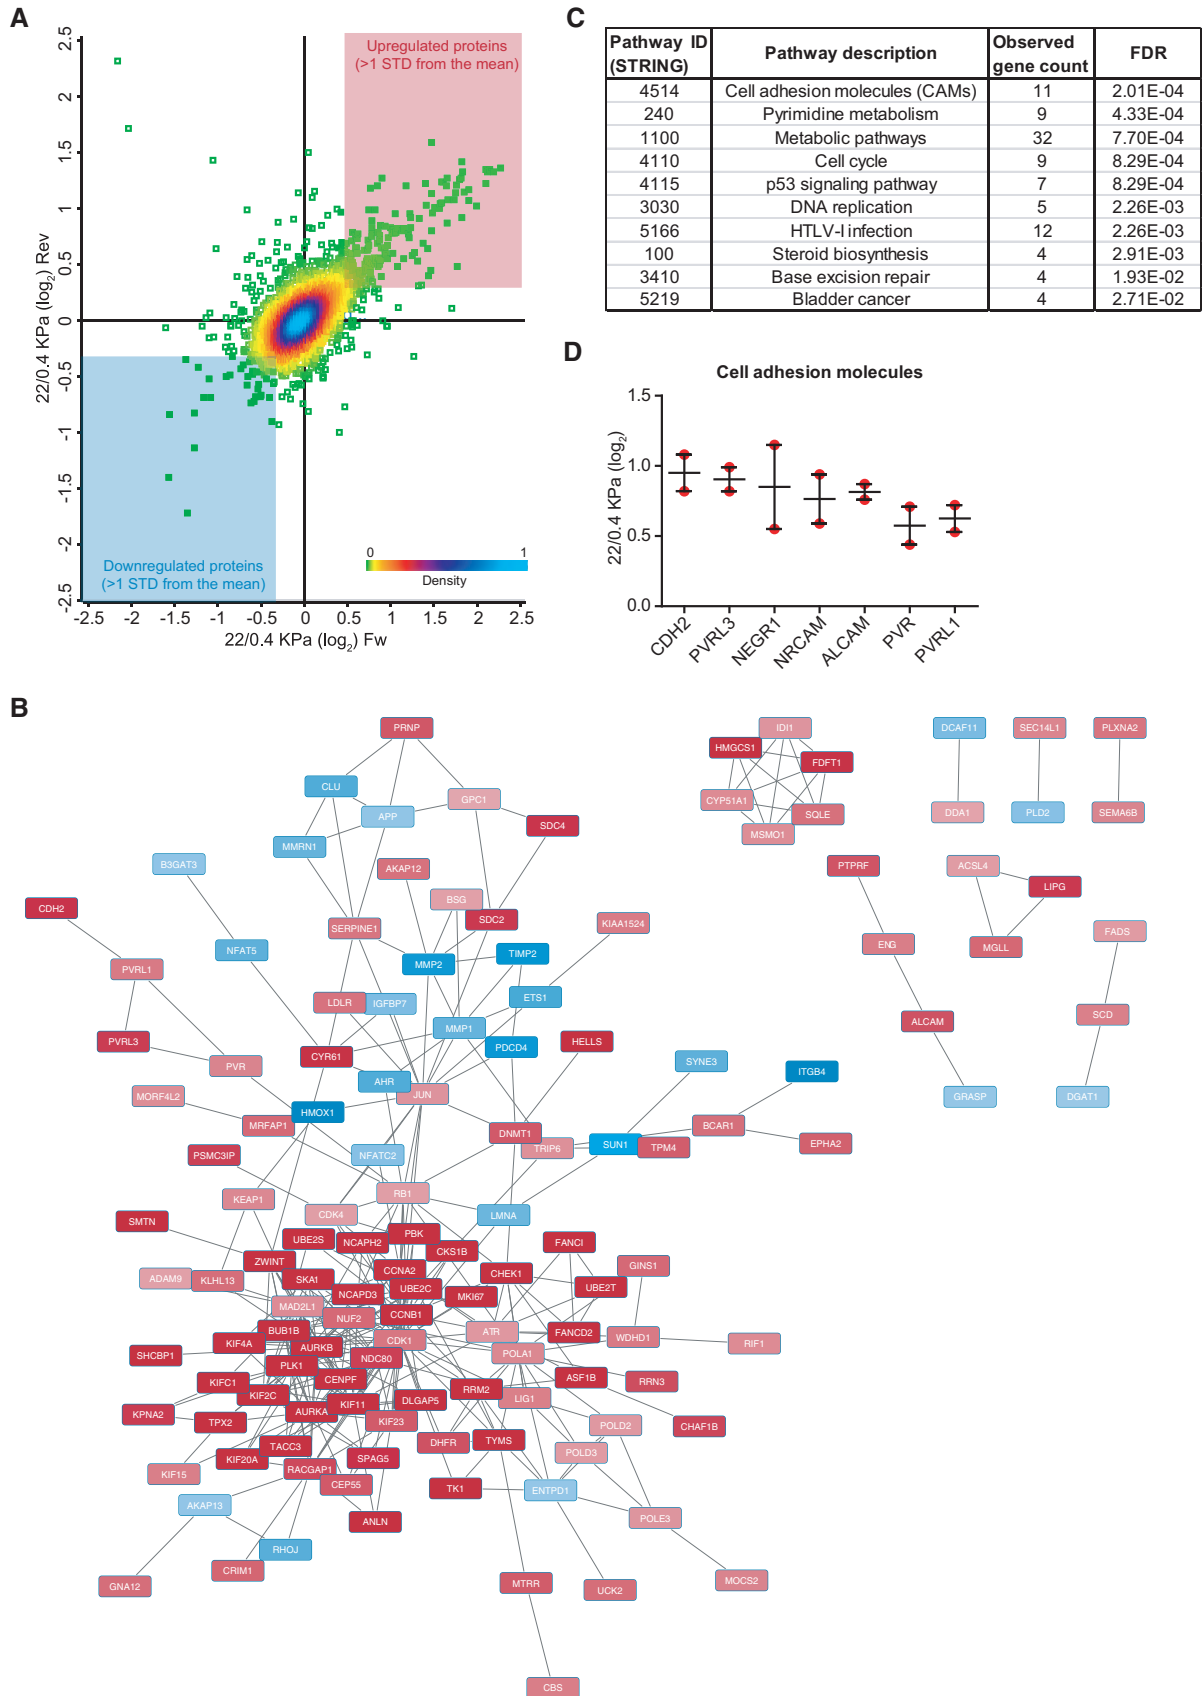 A
2.5
2
1.5
1
0.5
0
-0.5
-1
-1.5
-2
-2.5
22/0.4 KPa (log2) Rev
Upregulated proteins
(>1 STD from the mean)
Downregulated proteins
(>1 STD from the mean)
0 1
Density
-2.5 -2 -1.5 -1 -0.5 0 0.5 1 1.5 2 2.5
22/0.4 KPa (log2) Fw
C
Pathway ID (STRING) Pathway description Observed gene count FDR
4514 Cell adhesion molecules (CAMs) 11 2.01E-04
240 Pyrimidine metabolism 9 4.33E-04
1100 Metabolic pathways 32 7.70E-04
4110 Cell cycle 9 8.29E-04
4115 p53 signaling pathway 7 8.29E-04
3030 DNA replication 5 2.26E-03
5166 HTLV-I infection 12 2.26E-03
100 Steroid biosynthesis 4 2.91E-03
3410 Base excision repair 4 1.93E-02
5219 Bladder cancer 4 2.71E-02
D
Cell adhesion molecules
22/0.4 KPa (log2)
1.5
1.0
0.5
0.0
CDH2 PVRL3 NEGR1 NRCAM ALCAM PVR PVRL1
B
PRNP IDI1 DCAF11 SEC14L1 PLXNA2
HMGCS1 FDFT1
CLU
GPC1 CYP51A1
APP SQLE DDA1 PLD2 SEMA6B
SDC4 MSMO1
MMRN1
B3GAT3 AKAP12 PTPRF ACSL4
LIPG
BSG
CDH2 SDC2 KIAA1524
SERPINE1 FADS
NFAT5 ENG MGLL
PVRL1 MMP2 TIMP2
LDLR IGFBP7 ETS1
MMP1 ALCAM SCD
PVRL3 PDCD4 HELLS
CYR61
PVR SYNE3 ITGB4
AHR
MORF4L2 JUN GRASP DGAT1
HMOX1
MRFAP1 DNMT1 BCAR1
TRIP6 SUN1 TPM4 EPHA2
PSMC3IP NFATC2
KEAP1 RB1
CDK4 LMNA
SMTN
UBE2S NCAPH2 PBK
CKS1B FANCI
ZWINT
CCNA2 GINS1
ADAM9 KLHL13 SKA1 CHEK1
NCAPD3 UBE2C MKI67 UBE2T
MAD2L1
NUF2 CCNB1
BUB1B ATR FANCD2
KIF4A CDK1 WDHD1 RIF1
SHCBP1 AURKB POLA1
PLK1 NDC80
KIFC1 CENPF ASF1B RRN3
KIF2C RRM2
KIF11 DLGAP5 LIG1
KPNA2 TPX2 AURKA
KIF23 POLD2 CHAF1B
TACC3 DHFR TYMS
KIF20A SPAG5 POLD3
KIF15 RACGAP1
CEP55 TK1 ENTPD1
AKAP13
ANLN POLE3
RHOJ
CRIM1
GNA12 MTRR UCK2 MOCS2
CBS